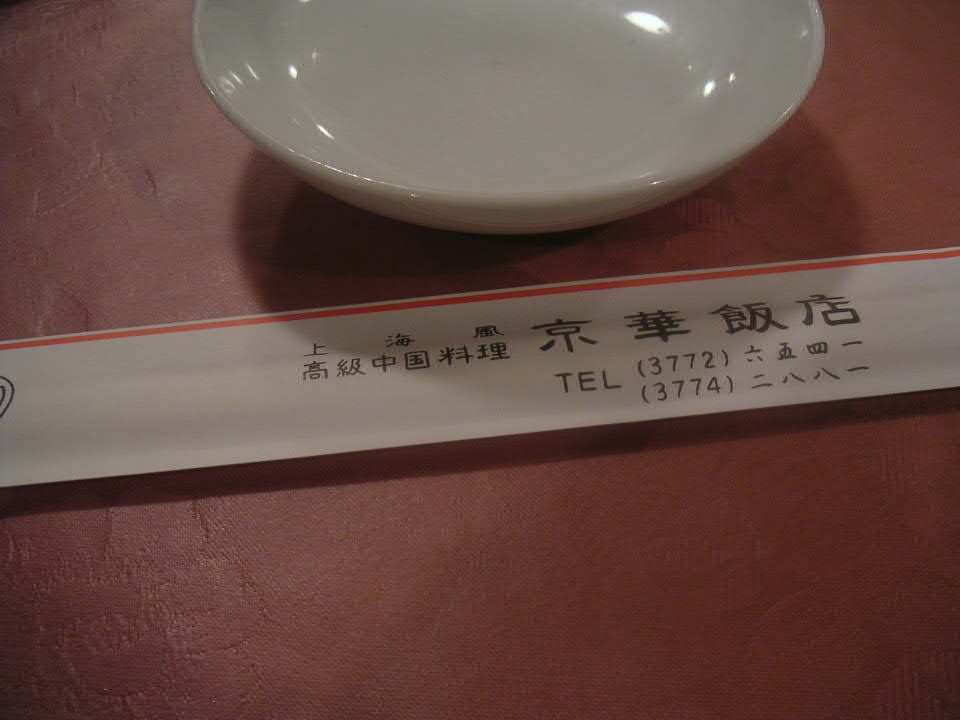 上海風
高級中国料理
京華飯店
TEL (3772) 六五四一
(3774) 二八八一